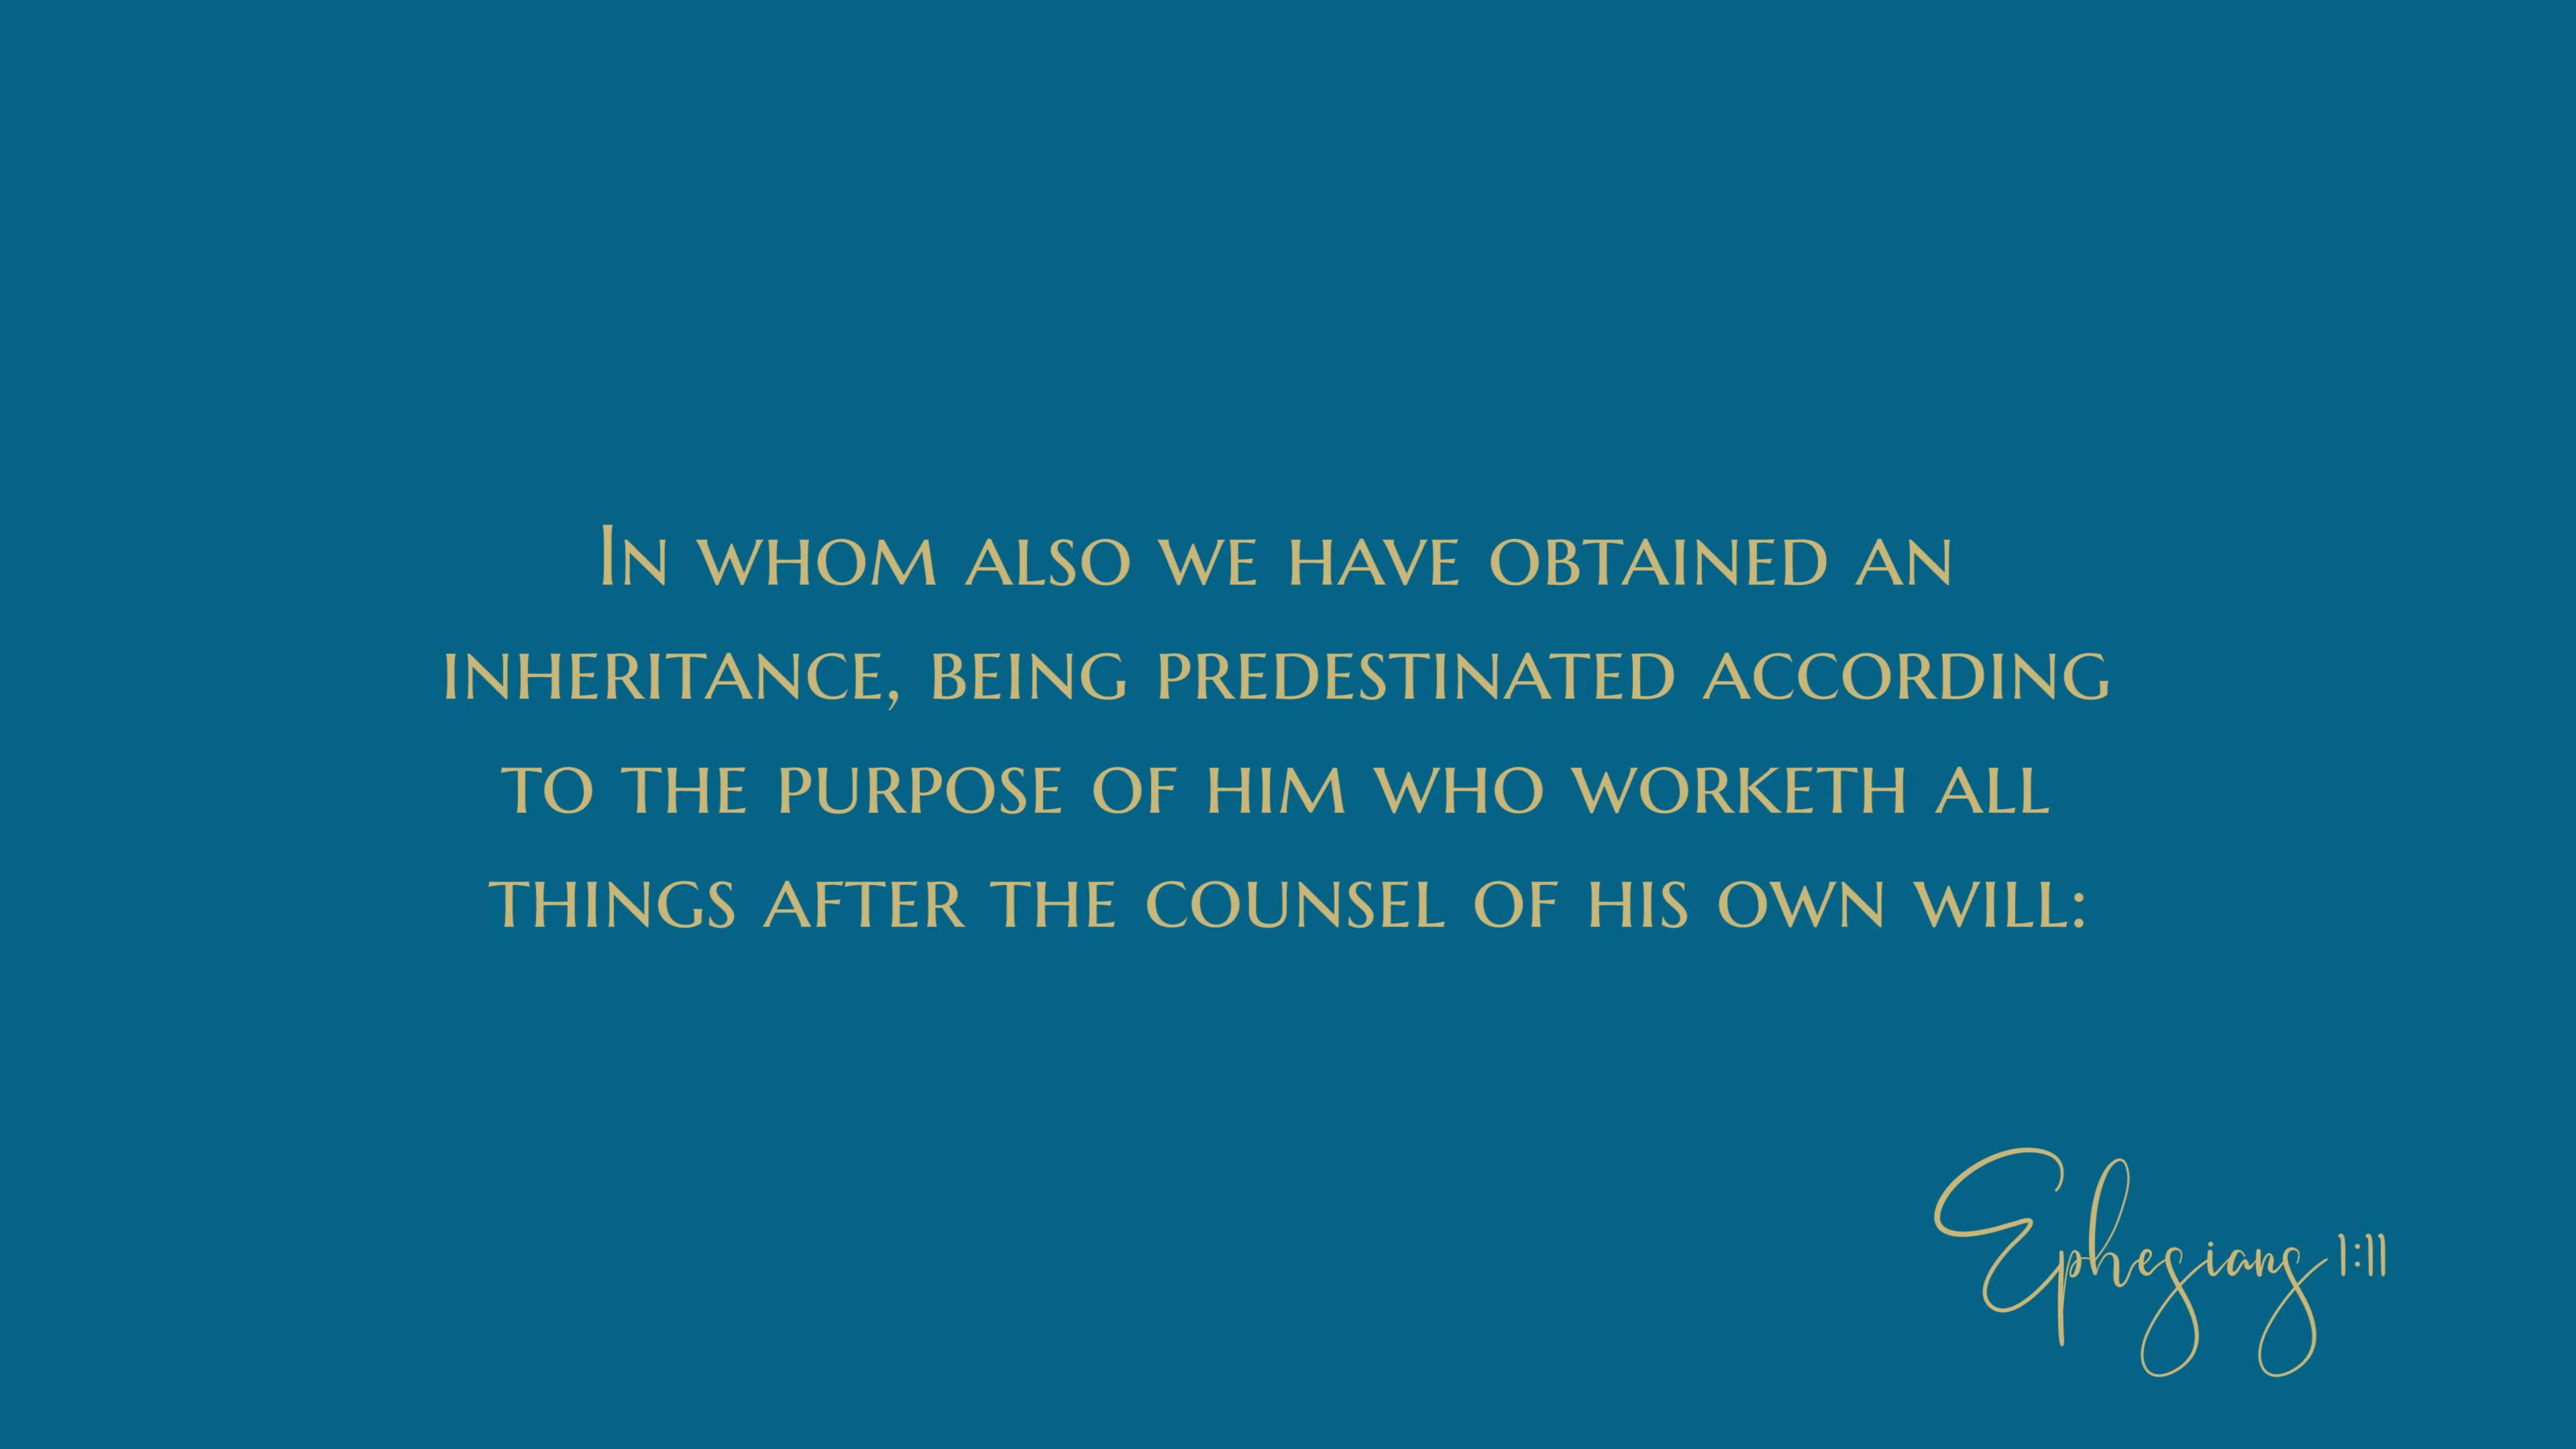 In whom also we have obtained an
inheritance, being predestinated according
to the purpose of him who worketh all
things after the counsel of his own will:
Ephesians 1:11